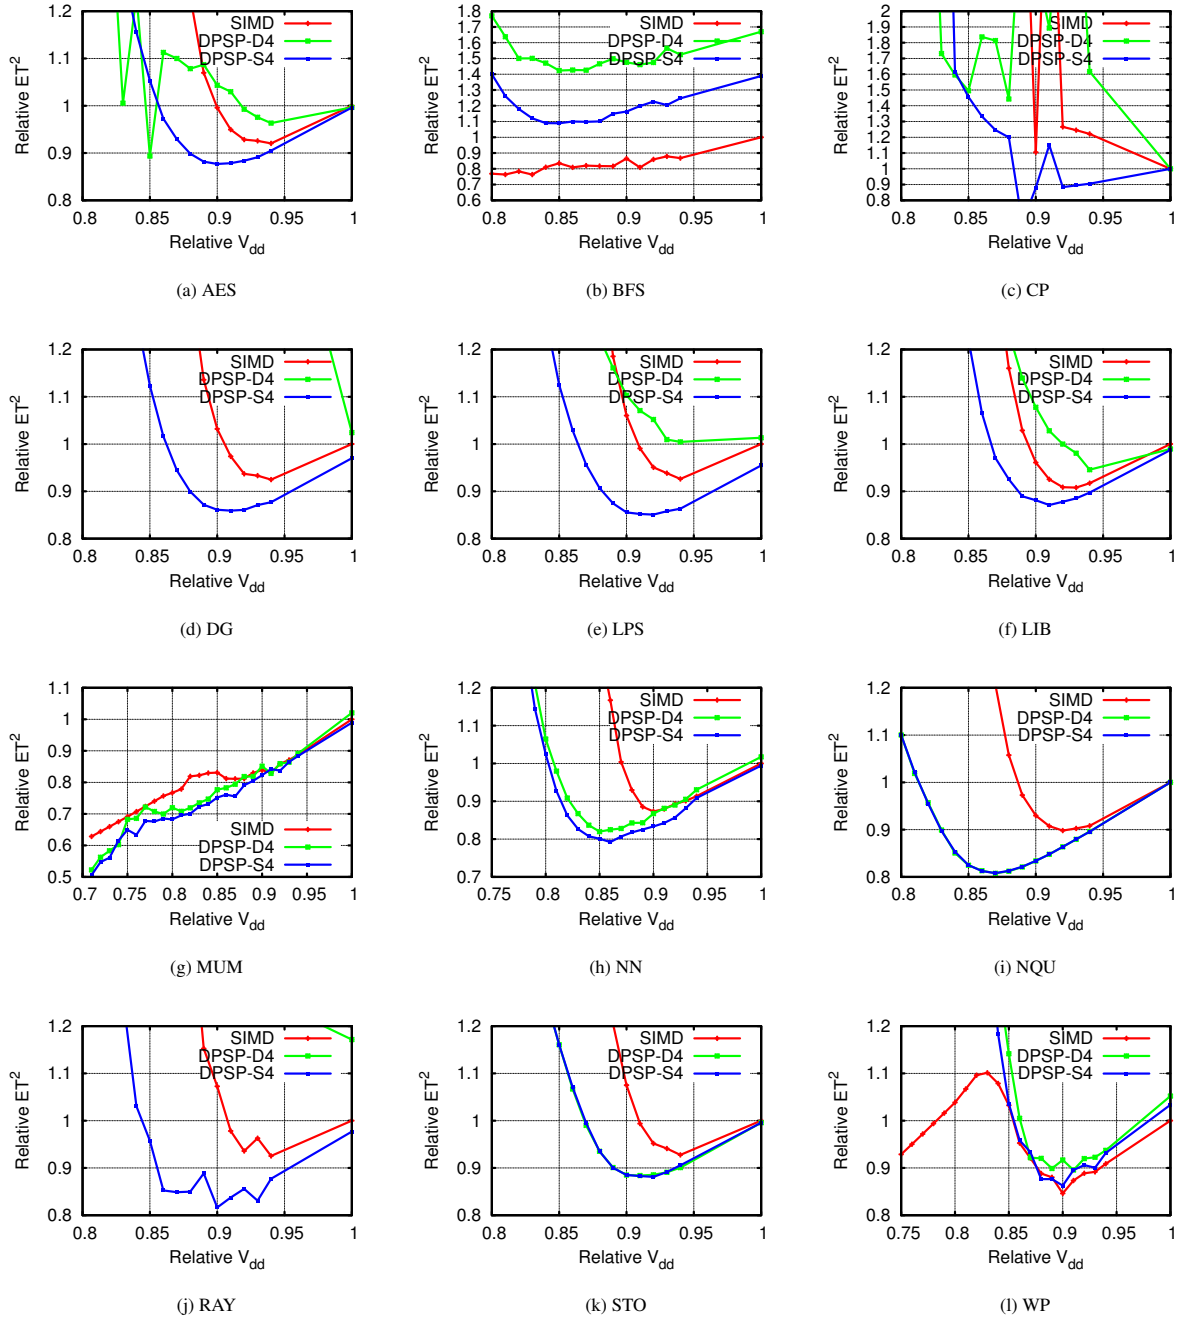 Relative ET²
1.2
1.1
1
0.9
0.8
0.8 0.85 0.9 0.95 1
SIMD
DPSP-D4
DPSP-S4
Relative Vdd
(a) AES
Relative ET²
1.8
1.7
1.6
1.5
1.4
1.3
1.2
1.1
1
0.9
0.8
0.7
0.6
0.8 0.85 0.9 0.95 1
SIMD
DPSP-D4
DPSP-S4
Relative Vdd
(b) BFS
Relative ET²
2
1.9
1.8
1.7
1.6
1.5
1.4
1.3
1.2
1.1
1
0.9
0.8
0.8 0.85 0.9 0.95 1
SIMD
DPSP-D4
DPSP-S4
Relative Vdd
(c) CP
Relative ET²
1.2
1.1
1
0.9
0.8
0.8 0.85 0.9 0.95 1
SIMD
DPSP-D4
DPSP-S4
Relative Vdd
(d) DG
Relative ET²
1.2
1.1
1
0.9
0.8
0.8 0.85 0.9 0.95 1
SIMD
DPSP-D4
DPSP-S4
Relative Vdd
(e) LPS
Relative ET²
1.2
1.1
1
0.9
0.8
0.8 0.85 0.9 0.95 1
SIMD
DPSP-D4
DPSP-S4
Relative Vdd
(f) LIB
Relative ET²
1.1
1
0.9
0.8
0.7
0.6
0.5
0.7 0.75 0.8 0.85 0.9 0.95 1
SIMD
DPSP-D4
DPSP-S4
Relative Vdd
(g) MUM
Relative ET²
1.2
1.1
1
0.9
0.8
0.7
0.75 0.8 0.85 0.9 0.95 1
SIMD
DPSP-D4
DPSP-S4
Relative Vdd
(h) NN
Relative ET²
1.2
1.1
1
0.9
0.8
0.8 0.85 0.9 0.95 1
SIMD
DPSP-D4
DPSP-S4
Relative Vdd
(i) NQU
Relative ET²
1.2
1.1
1
0.9
0.8
0.8 0.85 0.9 0.95 1
SIMD
DPSP-D4
DPSP-S4
Relative Vdd
(j) RAY
Relative ET²
1.2
1.1
1
0.9
0.8
0.8 0.85 0.9 0.95 1
SIMD
DPSP-D4
DPSP-S4
Relative Vdd
(k) STO
Relative ET²
1.2
1.1
1
0.9
0.8
0.75 0.8 0.85 0.9 0.95 1
SIMD
DPSP-D4
DPSP-S4
Relative Vdd
(l) WP